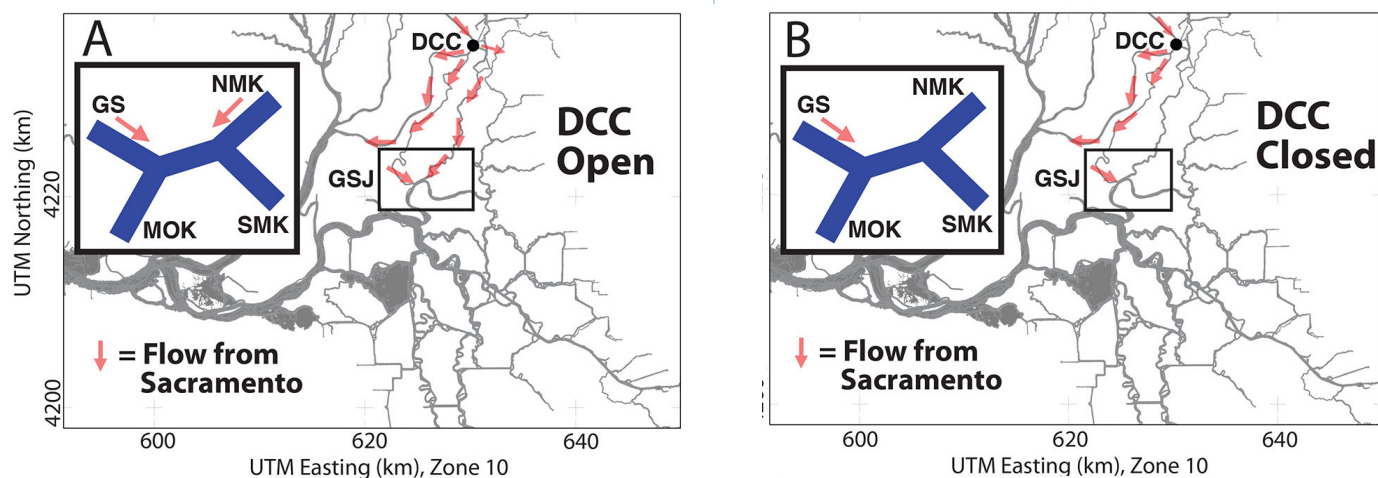 A
DCC
NMK
GS
DCC
Open
GSJ
SMK
MOK
= Flow from
Sacramento
UTM Northing (km)
4220
4200
600
620
640
UTM Easting (km), Zone 10
B
DCC
NMK
GS
DCC
Closed
GSJ
SMK
MOK
= Flow from
Sacramento
600
620
640
UTM Easting (km), Zone 10